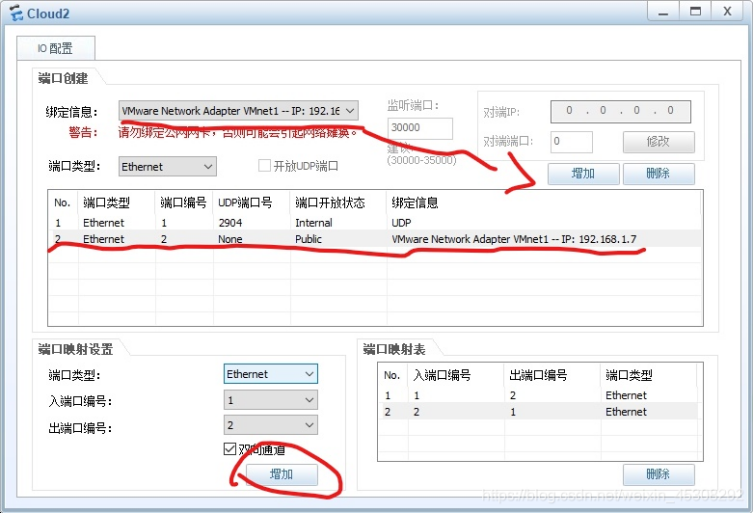 Cloud2
IO 配置
端口创建
绑定信息:
VMware Network Adapter VMnet1 -- IP: 192.16
警告:
请勿绑定公网网卡，否则可能会引起网络瘫痪。
端口类型:
Ethernet
开放UDP端口
监听端口:
30000
建议:
(30000-35000)
对端IP:
0 . 0 . 0 . 0
对端端口:
0
修改
增加
删除
No. 端口类型 端口编号 UDP端口号 端口开放状态 绑定信息
1 Ethernet 1 2904 Internal UDP
2 Ethernet 2 None Public VMware Network Adapter VMnet1 -- IP: 192.168.1.7
端口映射设置
端口类型:
Ethernet
入端口编号:
1
出端口编号:
2
双向通道
增加
端口映射表
No. 入端口编号 出端口编号 端口类型
1 1 2 Ethernet
2 2 1 Ethernet
删除